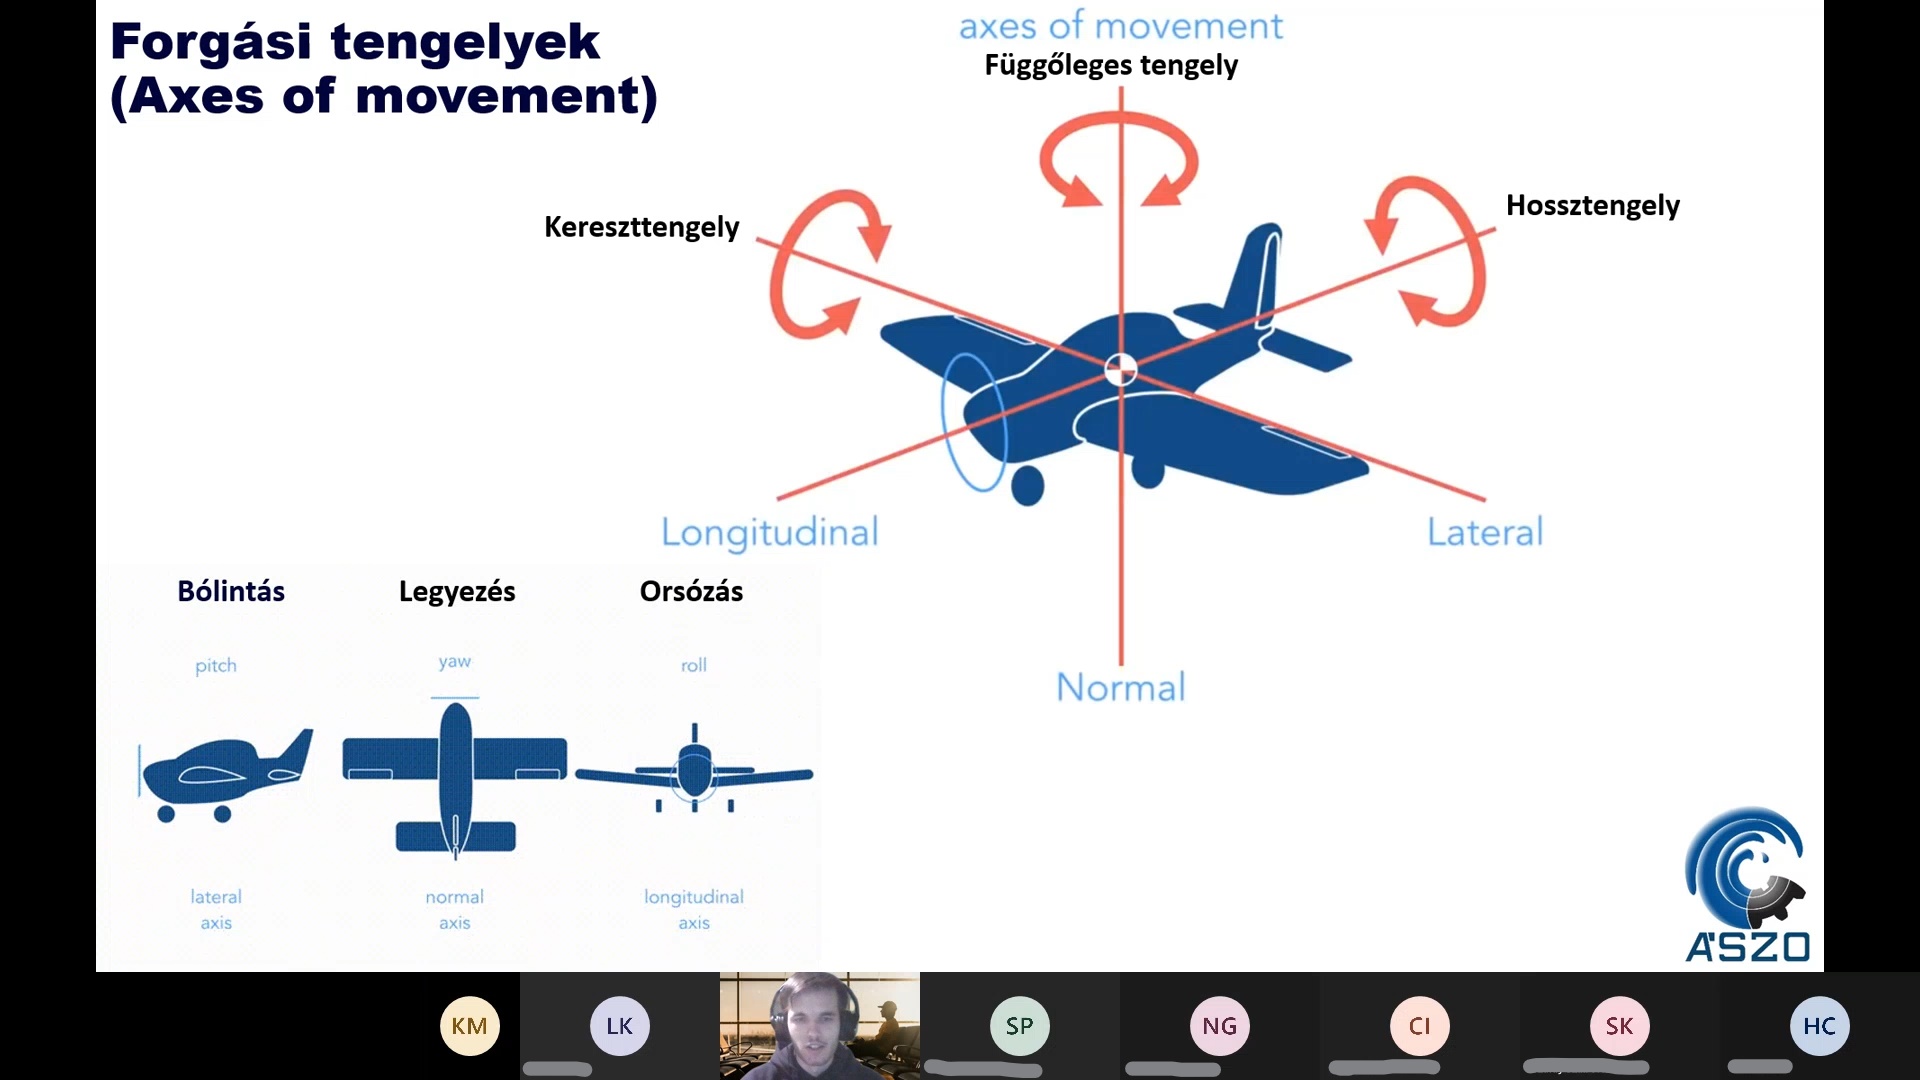 Forgási tengelyek
(Axes of movement)
axes of movement
Függőleges tengely
Kereszttengely
Hossztengely
Longitudinal
Lateral
Normal
Bólintás
Legyezés
Orsózás
pitch
yaw
roll
lateral
axis
normal
axis
longitudinal
axis
ÁSZO
KM
LK
SP
NG
CI
SK
HC